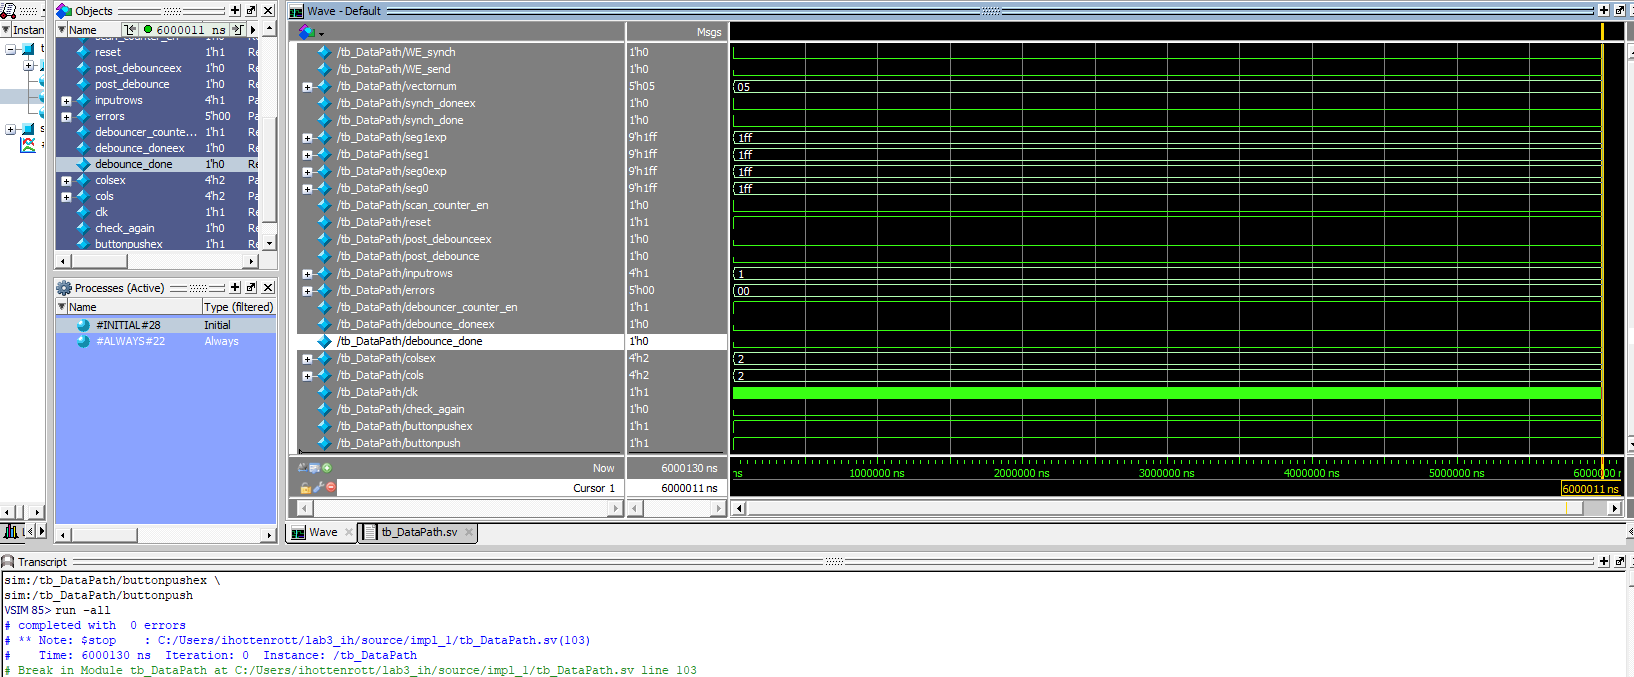 Objects
Name 6000011 ns
reset 1'h1 Re
post_debounceex 1'h0 Re
post_debounce 1'h0 Re
inputrows 4'h1 Pa
errors 5'h00 Pa
debouncer_counte... 1'h1 Re
debounce_doneex 1'h0 Re
debounce_done 1'h0 Re
colsex 4'h2 Pa
cols 4'h2 Pa
clk 1'h1 Re
check_again 1'h0 Re
buttonpushex 1'h1 Re
Instan
Processes (Active)
Name Type (filtered)
#INITIAL#28 Initial
#ALWAYS#22 Always
Wave - Default
Msgs
/tb_DataPath/WE_synch 1'h0
/tb_DataPath/WE_send 1'h0
/tb_DataPath/vectornum 5'h05 05
/tb_DataPath/synch_doneex 1'h0
/tb_DataPath/synch_done 1'h0
/tb_DataPath/seg1exp 9'h1ff 1ff
/tb_DataPath/seg1 9'h1ff 1ff
/tb_DataPath/seg0exp 9'h1ff 1ff
/tb_DataPath/seg0 9'h1ff 1ff
/tb_DataPath/scan_counter_en 1'h0
/tb_DataPath/reset 1'h1
/tb_DataPath/post_debounceex 1'h0
/tb_DataPath/post_debounce 1'h0
/tb_DataPath/inputrows 4'h1 1
/tb_DataPath/errors 5'h00 00
/tb_DataPath/debouncer_counter_en 1'h1
/tb_DataPath/debounce_doneex 1'h0
/tb_DataPath/debounce_done 1'h0
/tb_DataPath/colsex 4'h2 2
/tb_DataPath/cols 4'h2 2
/tb_DataPath/clk 1'h1
/tb_DataPath/check_again 1'h0
/tb_DataPath/buttonpushex 1'h1
/tb_DataPath/buttonpush 1'h1
Now 6000130 ns ns 1000000 ns 2000000 ns 3000000 ns 4000000 ns 5000000 ns 6000000 n
Cursor 1 6000011 ns 6000011 ns
Wave tb_DataPath.sv
Transcript
sim:/tb_DataPath/buttonpushex \
sim:/tb_DataPath/buttonpush
VSIM 85> run -all
# completed with  0 errors
# ** Note: $stop    : C:/Users/ihottenrott/lab3_ih/source/impl_1/tb_DataPath.sv(103)
#    Time: 6000130 ns  Iteration: 0  Instance: /tb_DataPath
# Break in Module tb_DataPath at C:/Users/ihottenrott/lab3_ih/source/impl_1/tb_DataPath.sv line 103